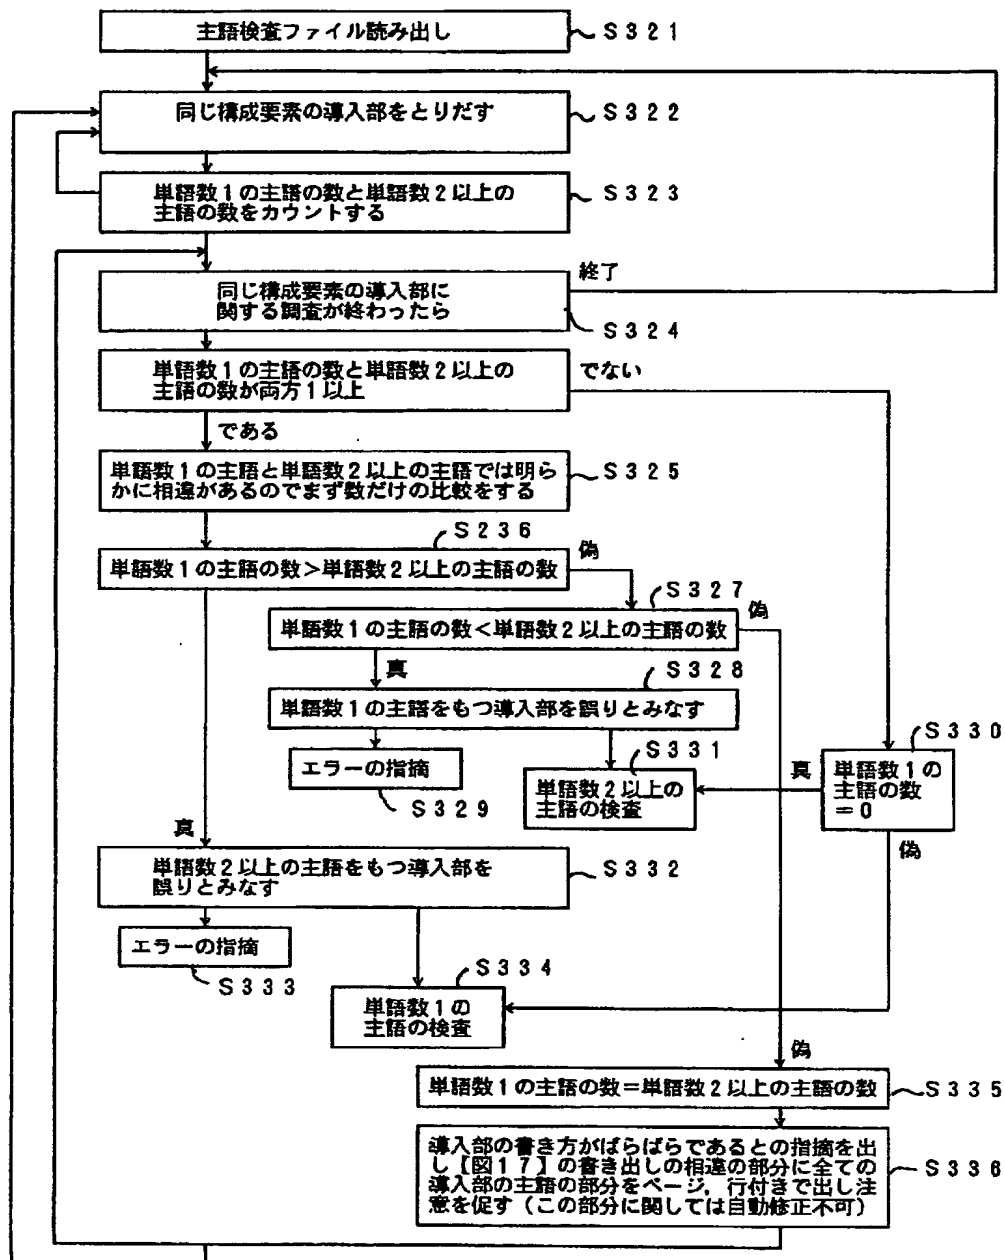 主語検査ファイル読み出し
S321
同じ構成要素の導入部をとりだす
S322
単語数1の主語の数と単語数2以上の
主語の数をカウントする
S323
終了
同じ構成要素の導入部に
関する調査が終わったら
S324
単語数1の主語の数と単語数2以上の
主語の数が両方1以上
でない
である
単語数1の主語と単語数2以上の主語では明ら
かに相違があるのでまず数だけの比較をする
S325
S236
単語数1の主語の数>単語数2以上の主語の数
偽
S327
単語数1の主語の数<単語数2以上の主語の数
偽
真
S328
単語数1の主語をもつ導入部を誤りとみなす
エラーの指摘
S329
S331
単語数2以上の
主語の検査
S330
真
単語数1の
主語の数
=0
偽
真
単語数2以上の主語をもつ導入部を
誤りとみなす
S332
エラーの指摘
S333
S334
単語数1の
主語の検査
偽
単語数1の主語の数=単語数2以上の主語の数
S335
導入部の書き方がばらばらであるとの指摘を出
し【図17】の書き出しの相違の部分に全ての
導入部の主語の部分をページ,行付きで出し注
意を促す(この部分に関しては自動修正不可)
S336